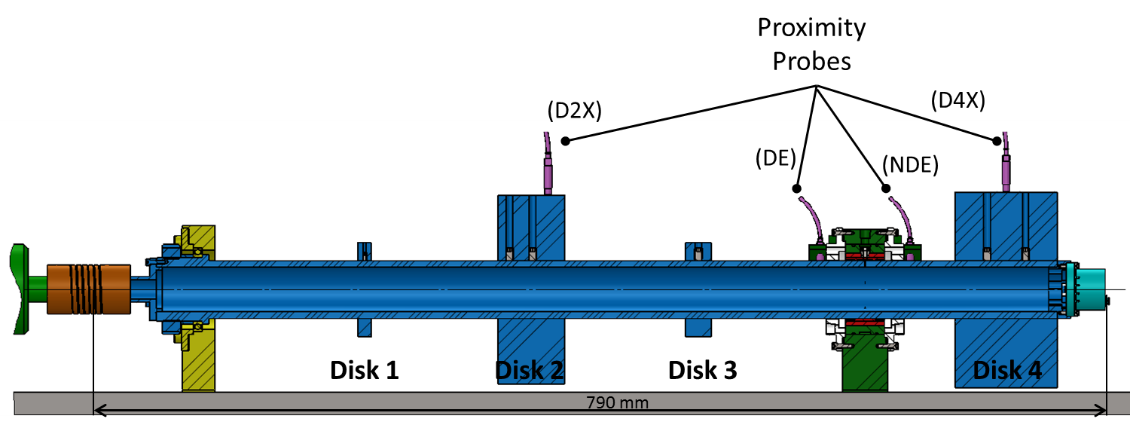 Proximity
Probes
(D2X)
(D4X)
(DE)
(NDE)
Disk 1
Disk 2
Disk 3
Disk 4
790 mm